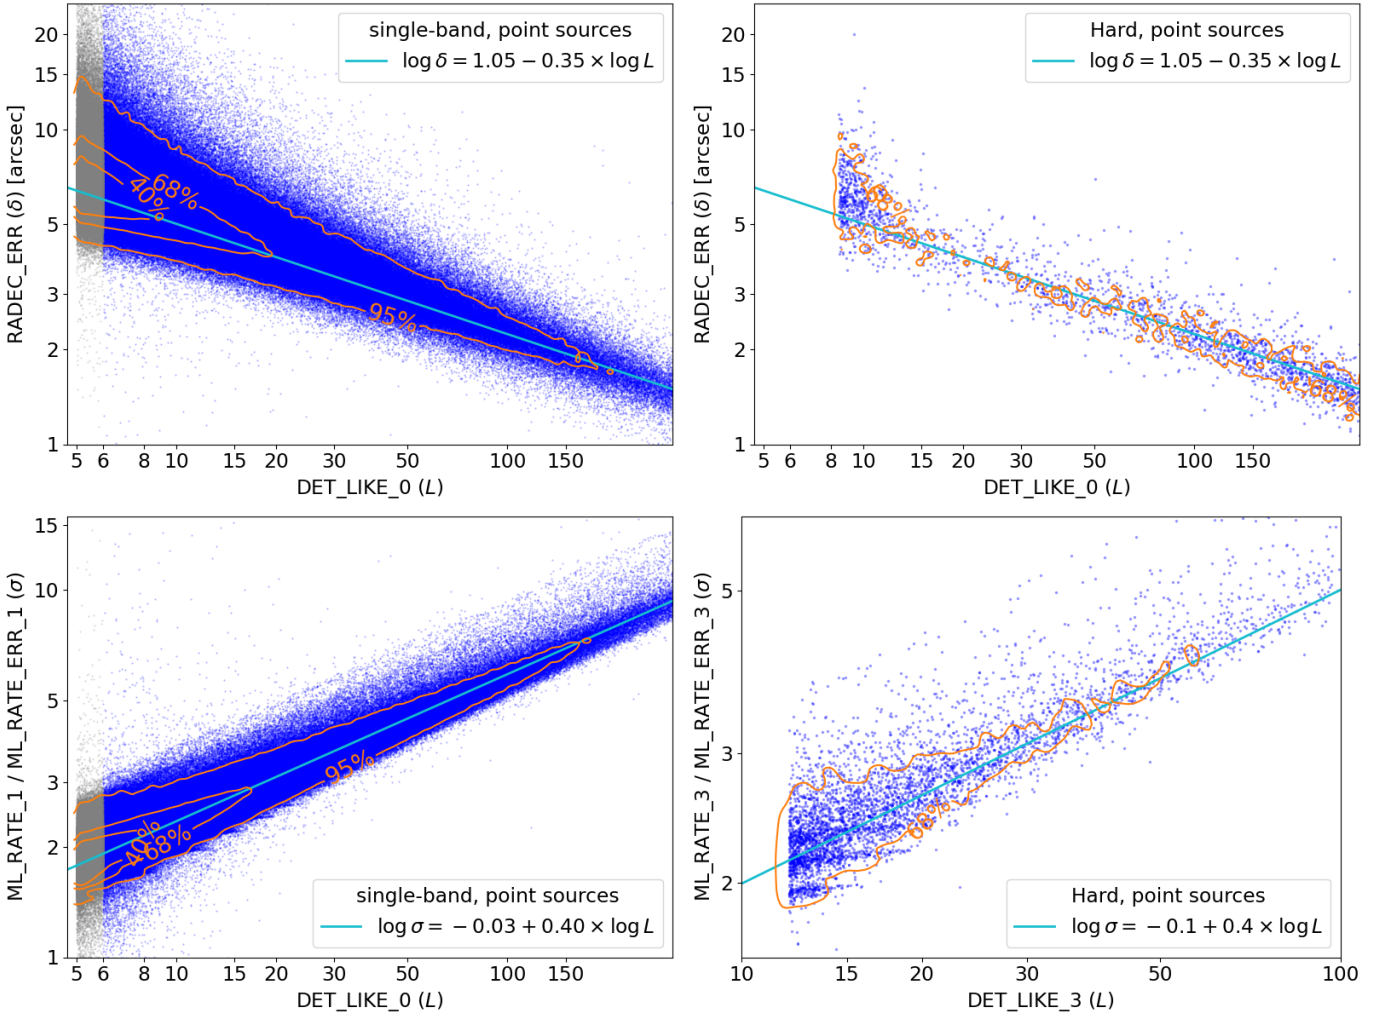 single-band, point sources
log δ = 1.05 − 0.35 × log L
RADEC_ERR (δ) [arcsec]
20
15
10
5
3
2
1
68%
40%
95%
5 6 8 10 15 20 30 50 100 150
DET_LIKE_0 (L)
Hard, point sources
log δ = 1.05 − 0.35 × log L
RADEC_ERR (δ) [arcsec]
20
15
10
5
3
2
1
5 6 8 10 15 20 30 50 100 150
DET_LIKE_0 (L)
ML_RATE_1 / ML_RATE_ERR_1 (σ)
15
10
5
3
2
1
95%
40%
68%
single-band, point sources
log σ = − 0.03 + 0.40 × log L
5 6 8 10 15 20 30 50 100 150
DET_LIKE_0 (L)
ML_RATE_3 / ML_RATE_ERR_3 (σ)
5
3
2
68%
Hard, point sources
log σ = −0.1 + 0.4 × log L
10 15 20 30 50 100
DET_LIKE_3 (L)